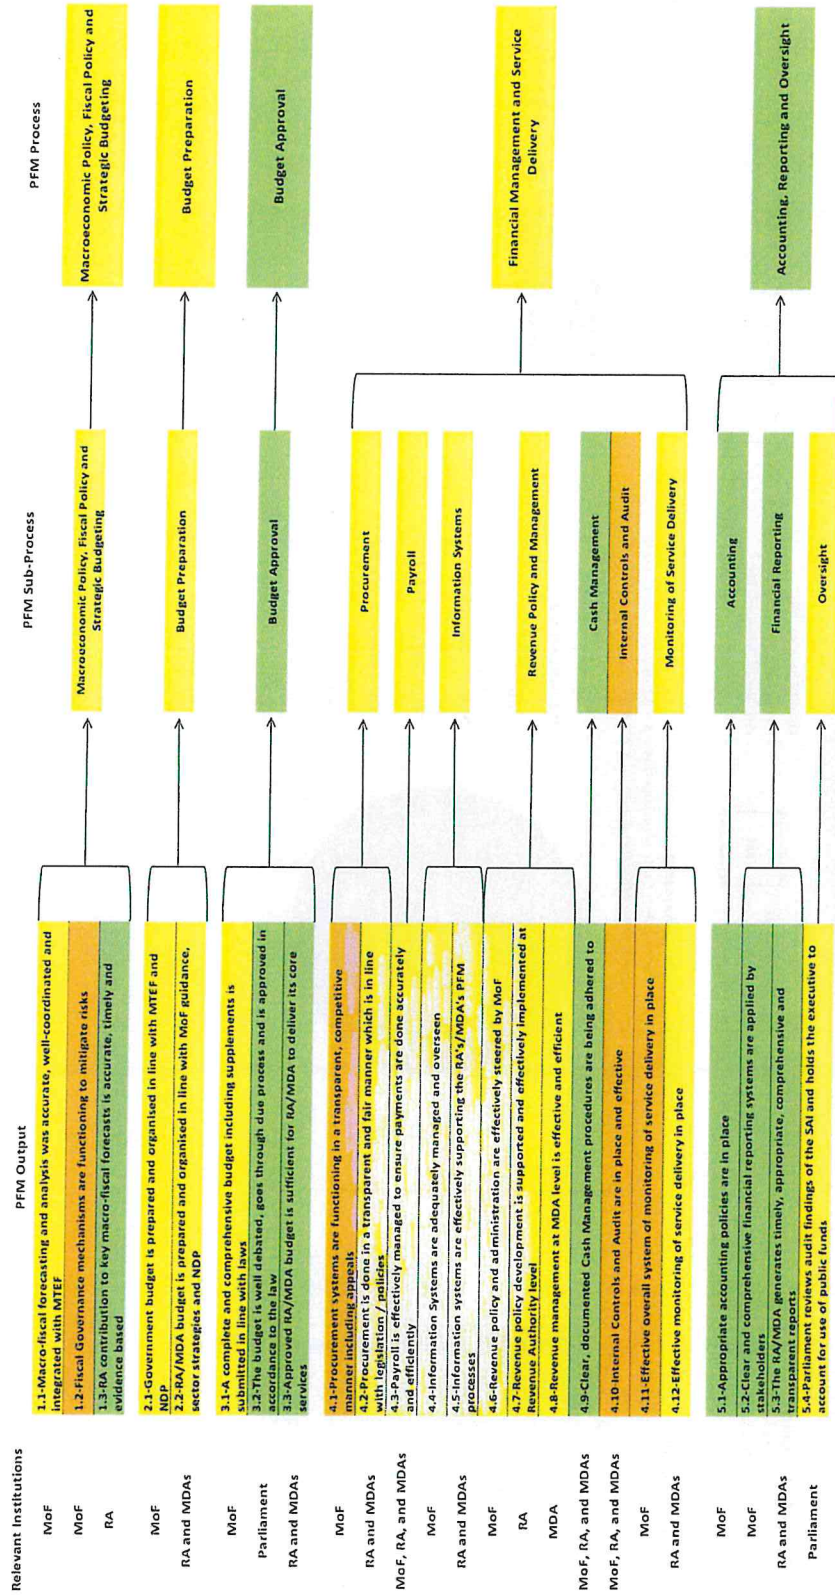 Relevant Institutions
MoF
MoF
RA
MoF
RA and MDAs
MoF
Parliament
RA and MDAs
MoF
RA and MDAs
MoF, RA, and MDAs
MoF
RA and MDAs
MoF
RA
MDA
MoF, RA, and MDAs
MoF, RA, and MDAs
MoF
RA and MDAs
MoF
MoF
RA and MDAs
Parliament
PFM Output
1.1-Macro-fiscal forecasting and analysis was accurate, well-coordinated and
integrated with MTEF
1.2-Fiscal Governance mechanisms are functioning to mitigate risks
1.3-RA contribution to key macro-fiscal forecasts is accurate, timely and
evidence based
2.1-Government budget is prepared and organised in line with MTEF and
NDP
2.2-RA/MDA budget is prepared and organised in line with MoF guidance,
sector strategies and NDP
3.1-A complete and comprehensive budget including supplements is
submitted in line with laws
3.2-The budget is well debated, goes through due process and is approved in
accordance to the law
3.3-Approved RA/MDA budget is sufficient for RA/MDA to deliver its core
services
4.1-Procurement systems are functioning in a transparent, competitive
manner including appeals
4.2-Procurement is done in a transparent and fair manner which is in line
with legislation / policies
4.3-Payroll is effectively managed to ensure payments are done accurately
and efficiently
4.4-Information Systems are adequately managed and overseen
4.5-Information systems are effectively supporting the RA's/MDA's PFM
processes
4.6-Revenue policy and administration are effectively steered by MoF
4.7-Revenue policy development is supported and effectively implemented at
Revenue Authority level
4.8-Revenue management at MDA level is effective and efficient
4.9-Clear, documented Cash Management procedures are being adhered to
4.10-Internal Controls and Audit are in place and effective
4.11-Effective overall system of monitoring of service delivery in place
4.12-Effective monitoring of service delivery in place
5.1-Appropriate accounting policies are in place
5.2-Clear and comprehensive financial reporting systems are applied by
stakeholders
5.3-The RA/MDA generates timely, appropriate, comprehensive and
transparent reports
5.4-Parliament reviews audit findings of the SAI and holds the executive to
account for use of public funds
PFM Sub-Process
Macroeconomic Policy, Fiscal Policy and
Strategic Budgeting
Budget Preparation
Budget Approval
Procurement
Payroll
Information Systems
Revenue Policy and Management
Cash Management
Internal Controls and Audit
Monitoring of Service Delivery
Accounting
Financial Reporting
Oversight
PFM Process
Macroeconomic Policy, Fiscal Policy and
Strategic Budgeting
Budget Preparation
Budget Approval
Financial Management and Service
Delivery
Accounting, Reporting and Oversight